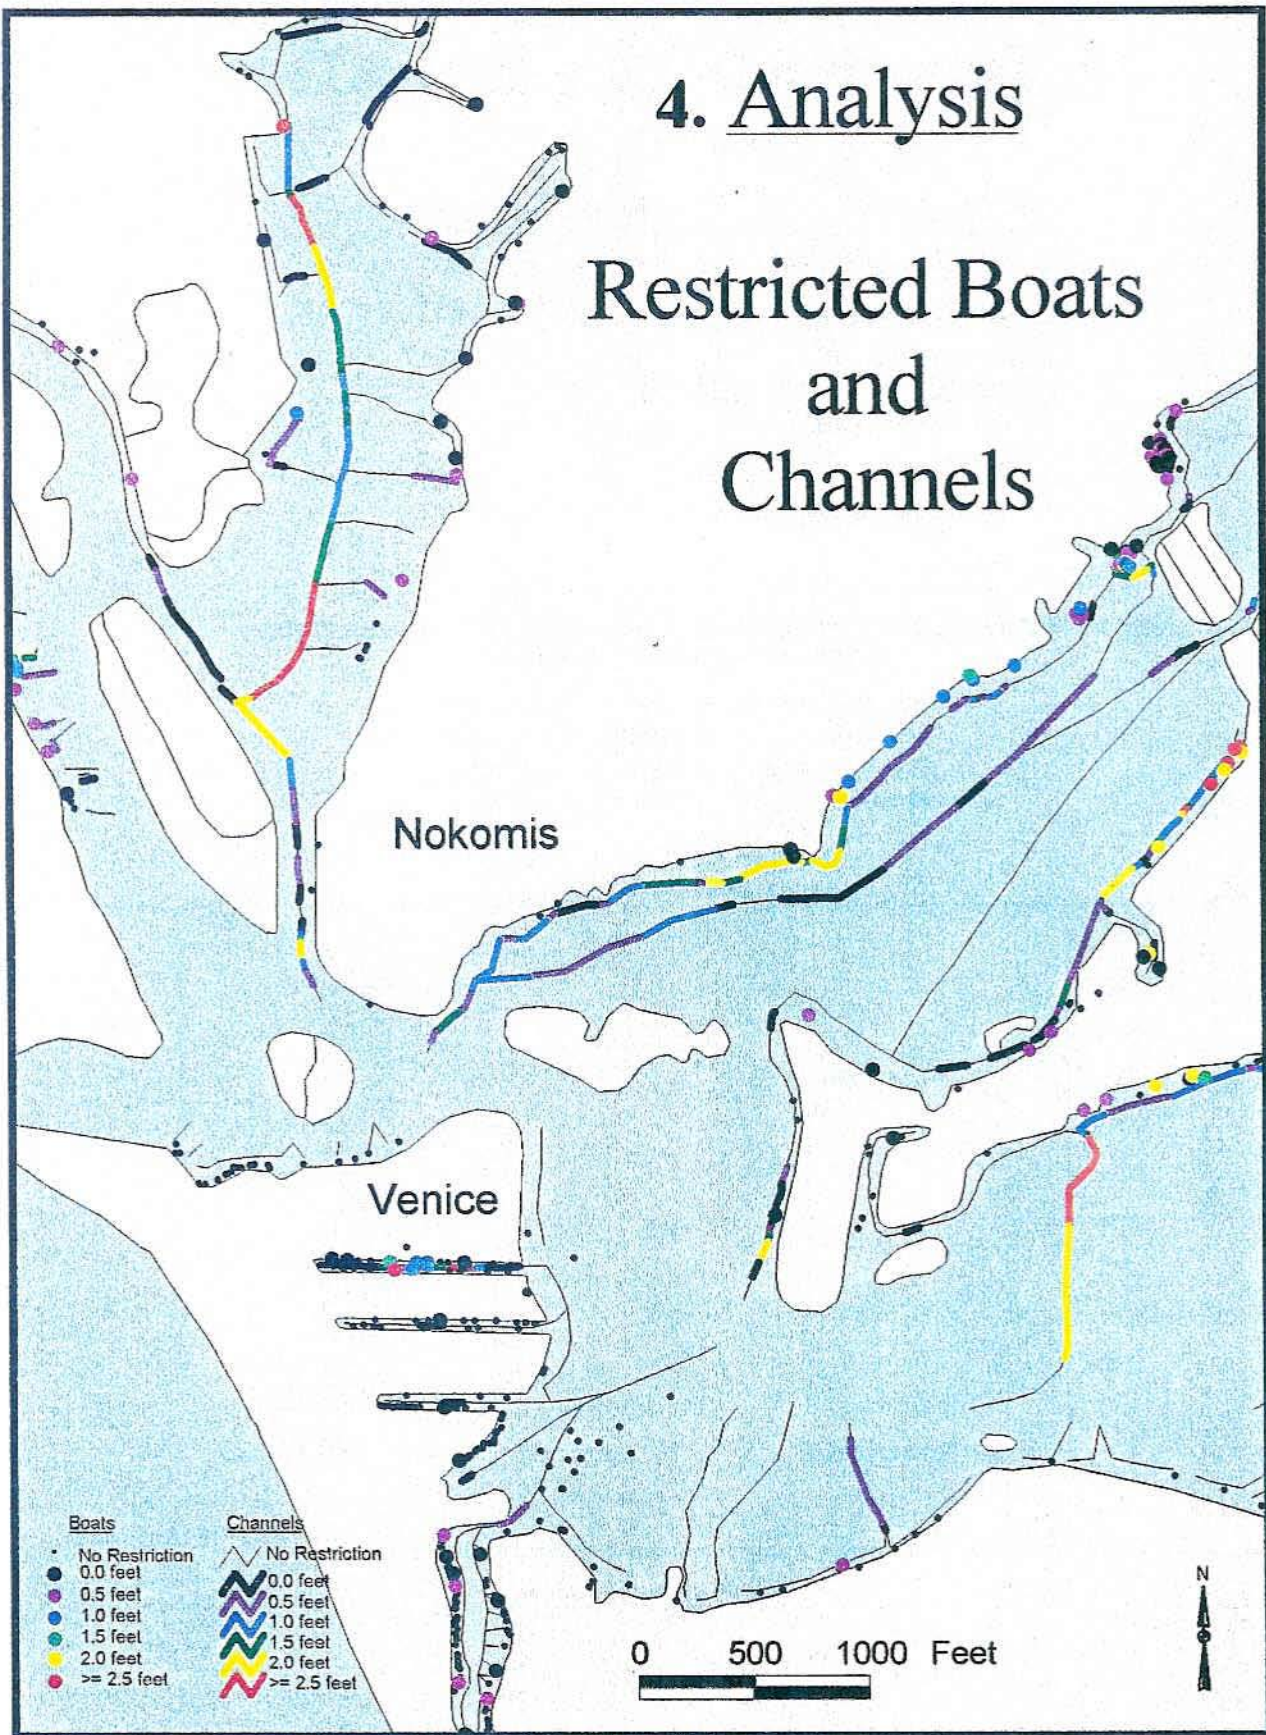 4. Analysis
Restricted Boats
and
Channels
Nokomis
Venice
Boats
No Restriction
0.0 feet
0.5 feet
1.0 feet
1.5 feet
2.0 feet
>= 2.5 feet
Channels
No Restriction
0.0 feet
0.5 feet
1.0 feet
1.5 feet
2.0 feet
>= 2.5 feet
N
0 500 1000 Feet